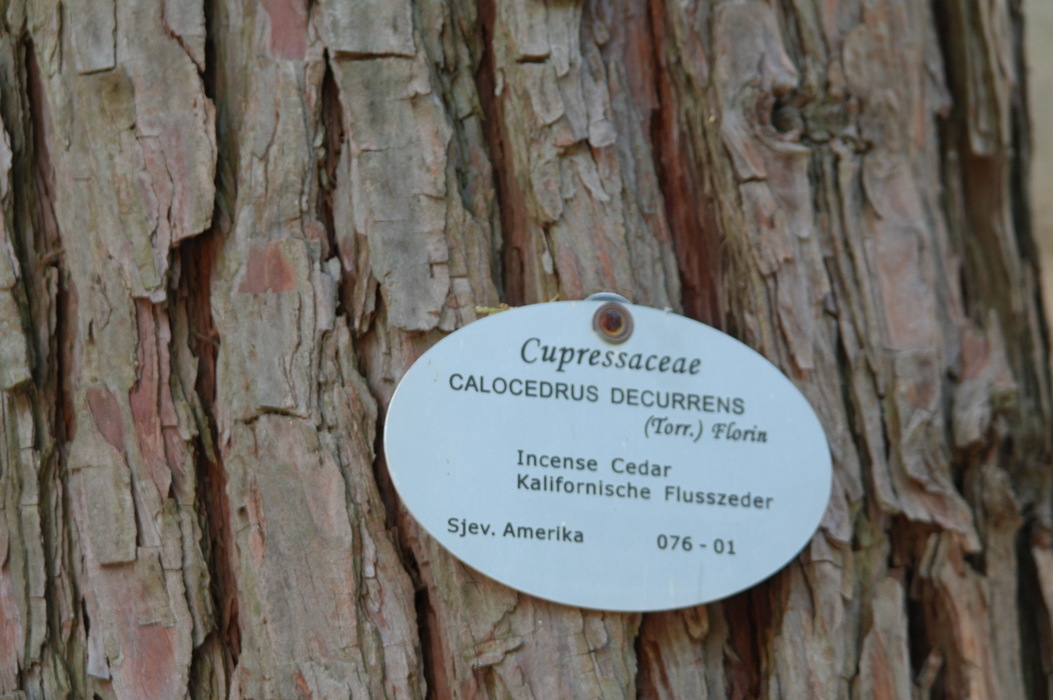 Cupressaceae
CALOCEDRUS DECURRENS
(Torr.) Florin
Incense Cedar
Kalifornische Flusszeder
Sjev. Amerika 076 - 01